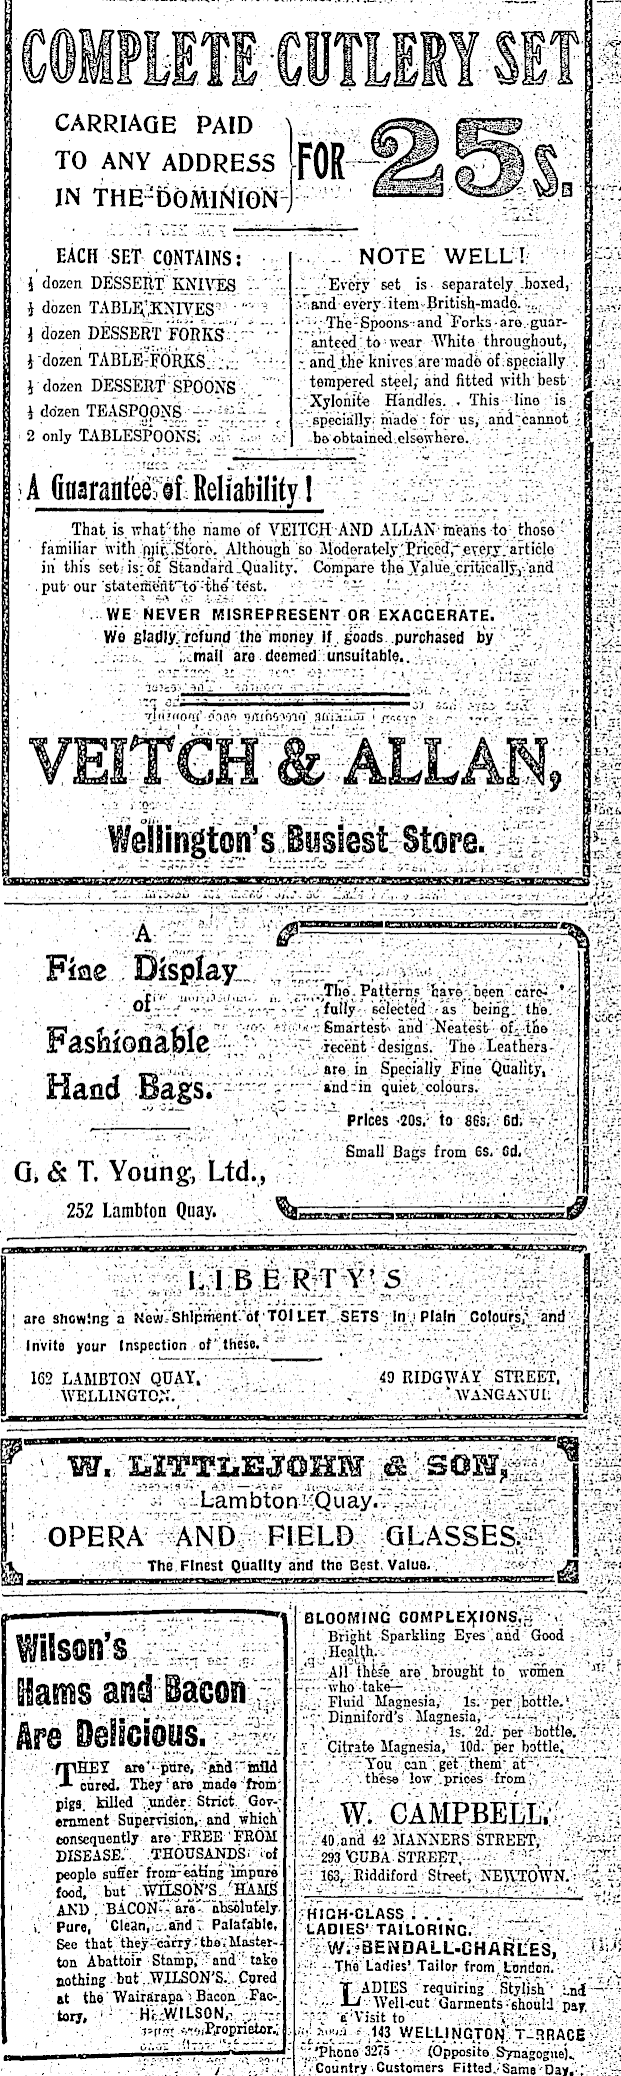 COMPLETE CUTLERY SET
CARRIAGE PAID
TO ANY ADDRESS
IN THE DOMINION
FOR 25s.
EACH SET CONTAINS:
½ dozen DESSERT KNIVES
½ dozen TABLE KNIVES
½ dozen DESSERT FORKS
½ dozen TABLE FORKS
½ dozen DESSERT SPOONS
½ dozen TEASPOONS
2 only TABLESPOONS.
NOTE WELL!
Every set is separately boxed,
and every item British-made.
The Spoons and Forks are guar-
anteed to wear White throughout,
and the knives are made of specially
tempered steel, and fitted with best
Xylonite Handles. This line is
specially made for us, and cannot
be obtained elsewhere.
A Guarantee of Reliability!
That is what the name of VEITCH AND ALLAN means to those
familiar with our Store. Although so Moderately Priced, every article
in this set is of Standard Quality. Compare the Value critically, and
put our statement to the test.
WE NEVER MISREPRESENT OR EXAGGERATE.
We gladly refund the money if goods purchased by
mail are deemed unsuitable.
VEITCH & ALLAN,
Wellington's Busiest Store.
A
Fine Display
of
Fashionable
Hand Bags.
G. & T. Young, Ltd.,
252 Lambton Quay.
The Patterns have been care-
fully selected as being the
Smartest and Neatest of the
recent designs. The Leathers
are in Specially Fine Quality,
and in quiet colours.
Prices 20s. to 86s. 6d.
Small Bags from 6s. 6d.
LIBERTY'S
are showing a New Shipment of TOILET SETS in Plain Colours, and
Invite your Inspection of these.
162 LAMBTON QUAY,
WELLINGTON.
49 RIDGWAY STREET,
WANGANUI.
W. LITTLEJOHN & SON,
Lambton Quay.
OPERA AND FIELD GLASSES.
The Finest Quality and the Best Value.
Wilson's
Hams and Bacon
Are Delicious.
THEY are pure, and mild
cured. They are made from
pigs killed under Strict Gov-
ernment Supervision, and which
consequently are FREE FROM
DISEASE. THOUSANDS of
people suffer from eating impure
food, but WILSON'S HAMS
AND BACON are absolutely
Pure, Clean, and Palatable.
See that they carry the Master-
ton Abattoir Stamp, and take
nothing but WILSON'S. Cured
at the Wairarapa Bacon Fac-
tory,
H. WILSON,
Proprietor.
BLOOMING COMPLEXIONS,
Bright Sparkling Eyes and Good
Health.
All these are brought to women
who take—
Fluid Magnesia, 1s. per bottle.
Dinniford's Magnesia,
1s. 2d. per bottle.
Citrate Magnesia, 10d. per bottle,
You can get them at
these low prices from
W. CAMPBELL,
40 and 42 MANNERS STREET,
293 CUBA STREET,
163, Riddiford Street, NEWTOWN.
HIGH-CLASS ....
LADIES' TAILORING.
W. BENDALL-CHARLES,
The Ladies' Tailor from London.
LADIES requiring Stylish and
Well-cut Garments should pay
a Visit to
143 WELLINGTON TERRACE
'Phone 3275 (Opposite Synagogue).
Country Customers Fitted Same Day.